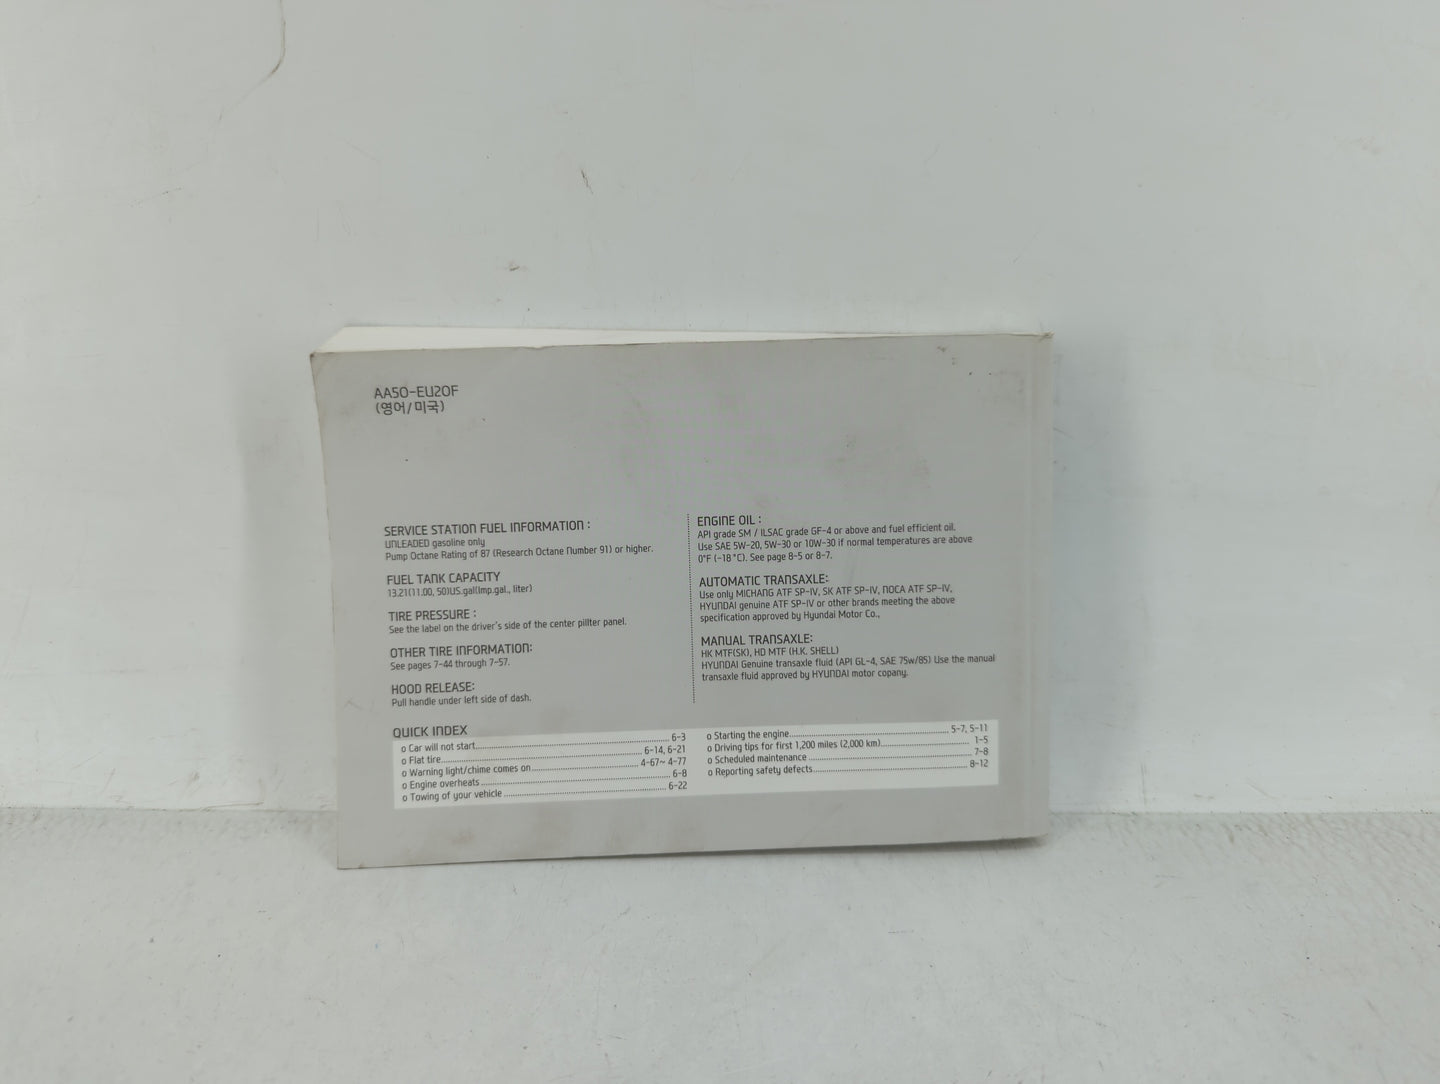 AA50-EU20F
(영어/미국)
SERVICE STATION FUEL INFORMATION :
UNLEADED gasoline only
Pump Octane Rating of 87 (Research Octane Number 91) or higher.
FUEL TANK CAPACITY
13.21(11.00, 50)US.gal(Imp.gal., liter)
TIRE PRESSURE :
See the label on the driver's side of the center pillter panel.
OTHER TIRE INFORMATION:
See pages 7-44 through 7-57.
HOOD RELEASE:
Pull handle under left side of dash.
ENGINE OIL :
API grade SM / ILSAC grade GF-4 or above and fuel efficient oil.
Use SAE 5W-20, 5W-30 or 10W-30 if normal temperatures are above
0°F (-18 °C). See page 8-5 or 8-7.
AUTOMATIC TRANSAXLE:
Use only MICHANG ATF SP-IV, SK ATF SP-IV, NOCA ATF SP-IV,
HYUNDAI genuine ATF SP-IV or other brands meeting the above
specification approved by Hyundai Motor Co.,
MANUAL TRANSAXLE:
HK MTF(SK), HD MTF (H.K. SHELL)
HYUNDAI Genuine transaxle fluid (API GL-4, SAE 75w/85) Use the manual
transaxle fluid approved by HYUNDAI motor copany.
QUICK INDEX
o Car will not start 6-3
o Flat tire 6-14, 6-21
o Warning light/chime comes on 4-67~ 4-77
o Engine overheats 6-8
o Towing of your vehicle 6-22
o Starting the engine 5-7, 5-11
o Driving tips for first 1,200 miles (2,000 km) 1-5
o Scheduled maintenance 7-8
o Reporting safety defects 8-12